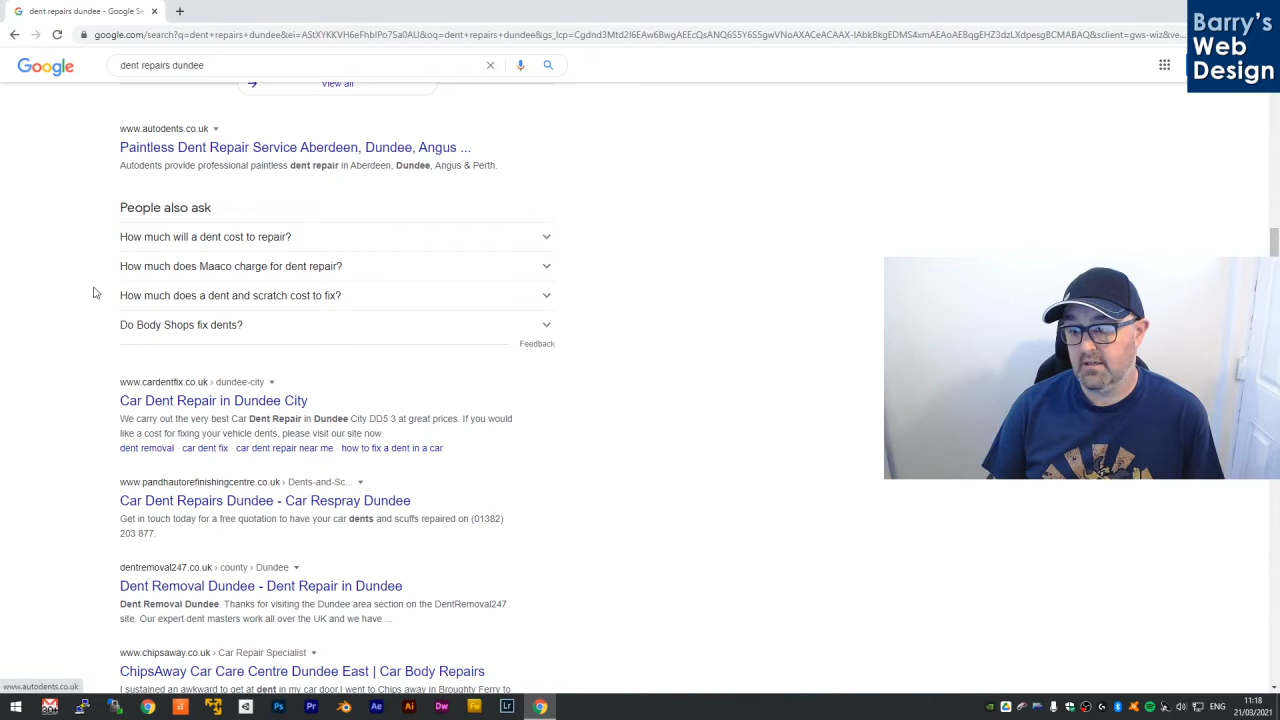 dent repairs dundee - Google Se
Barry's
Web
Design
google.com/search?q=dent+repairs+dundee&ei=
Google
dent repairs dundee
View all
www.autodents.co.uk
Paintless Dent Repair Service Aberdeen, Dundee, Angus ...
Autodents provide professional paintless dent repair in Aberdeen, Dundee, Angus & Perth.
People also ask
How much will a dent cost to repair?
How much does Maaco charge for dent repair?
How much does a dent and scratch cost to fix?
Do Body Shops fix dents?
Feedback
www.cardentfix.co.uk › dundee-city
Car Dent Repair in Dundee City
We carry out the very best Car Dent Repair in Dundee City DD5 3 at great prices. If you would
like a cost for fixing your vehicle dents, please visit our site now.
dent removal · car dent fix · car dent repair near me · how to fix a dent in a car
www.pandhautorefinishingcentre.co.uk › Dents-and-Sc...
Car Dent Repairs Dundee - Car Respray Dundee
Get in touch today for a free quotation to have your car dents and scuffs repaired on (01382)
203 877.
dentremoval247.co.uk › county › Dundee
Dent Removal Dundee - Dent Repair in Dundee
Dent Removal Dundee. Thanks for visiting the Dundee area section on the DentRemoval247
site. Our expert dent masters work all over the UK and we have ...
www.chipsaway.co.uk › Car Repair Specialist
ChipsAway Car Care Centre Dundee East | Car Body Repairs
I sustained an awkward to get at dent in my car door.I went to Chips away in Broughty Ferry to
www.autodents.co.uk
30+
Ps
Pr
Ae
Ai
Dw
Fw
Lr
ENG
11:18
21/03/2021